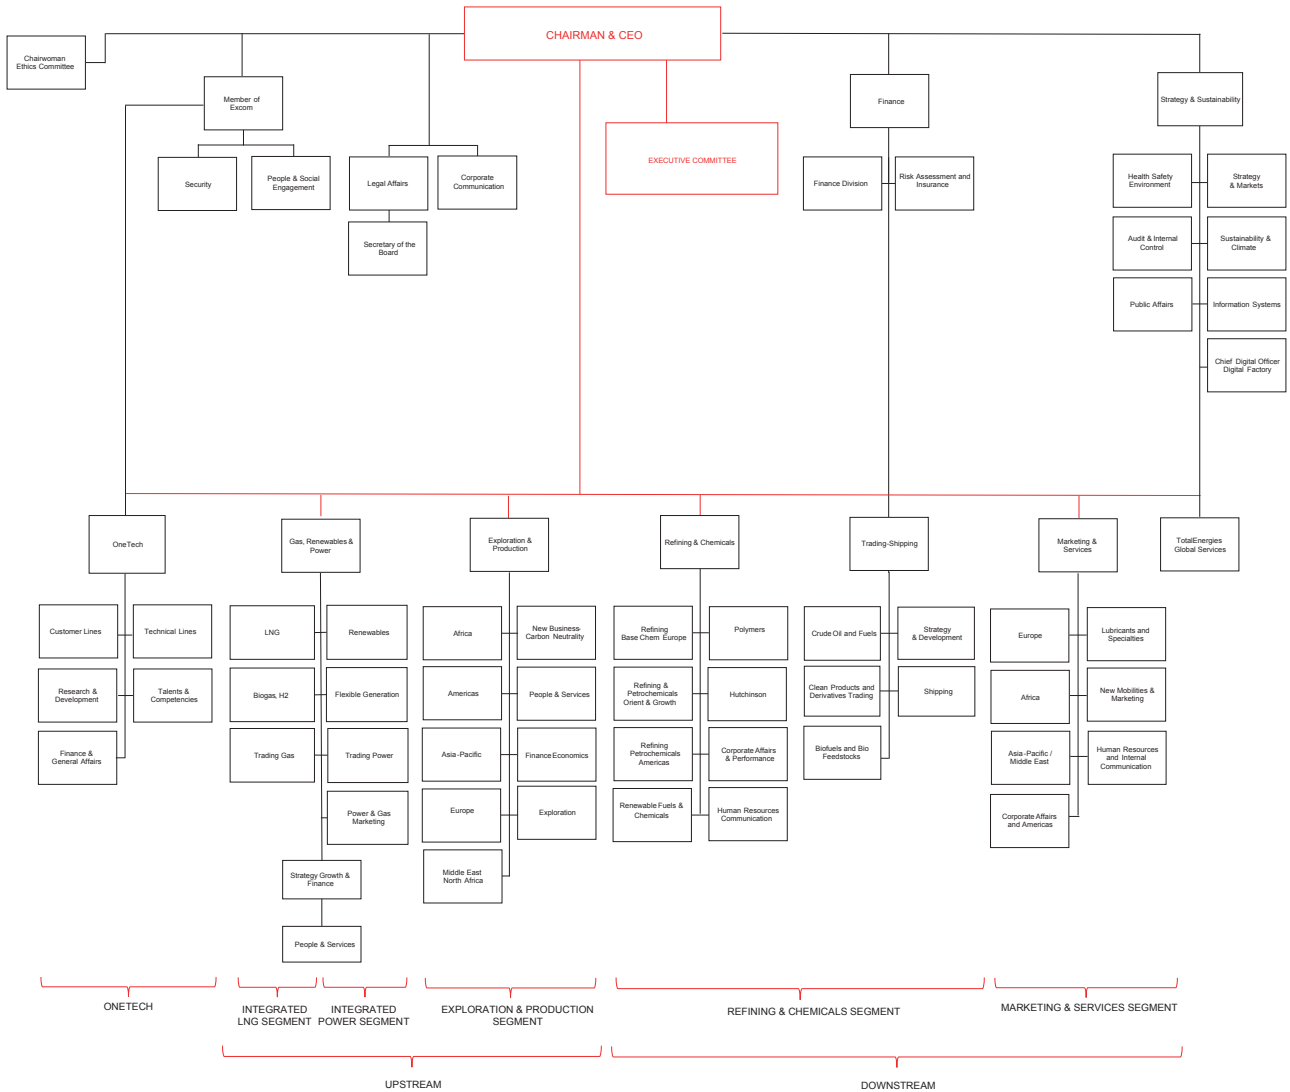 CHAIRMAN & CEO
Chairwoman
Ethics Committee
Member of
Excom
Finance
Strategy & Sustainability
EXECUTIVE COMMITTEE
Security
People & Social
Engagement
Legal Affairs
Corporate
Communication
Finance Division
Risk Assessment and
Insurance
Health Safety
Environment
Strategy
& Markets
Secretary of the
Board
Audit & Internal
Control
Sustainability &
Climate
Public Affairs
Information Systems
Chief Digital Officer
Digital Factory
OneTech
Gas, Renewables &
Power
Exploration &
Production
Refining & Chemicals
Trading-Shipping
Marketing &
Services
TotalEnergies
Global Services
Customer Lines
Technical Lines
Research &
Development
Talents &
Competencies
Finance &
General Affairs
LNG
Renewables
Biogas, H2
Flexible Generation
Trading Gas
Trading Power
Power & Gas
Marketing
Strategy Growth &
Finance
People & Services
Africa
New Business-
Carbon Neutrality
Americas
People & Services
Asia-Pacific
Finance Economics
Europe
Exploration
Middle East
North Africa
Refining
Base Chem Europe
Polymers
Refining &
Petrochemicals
Orient & Growth
Hutchinson
Refining
Petrochemicals
Americas
Corporate Affairs
& Performance
Renewable Fuels &
Chemicals
Human Resources
Communication
Crude Oil and Fuels
Strategy
& Development
Clean Products and
Derivatives Trading
Shipping
Biofuels and Bio
Feedstocks
Europe
Lubricants and
Specialties
Africa
New Mobilities &
Marketing
Asia-Pacific /
Middle East
Human Resources
and Internal
Communication
Corporate Affairs
and Americas
ONETECH
INTEGRATED
LNG SEGMENT
INTEGRATED
POWER SEGMENT
EXPLORATION & PRODUCTION
SEGMENT
REFINING & CHEMICALS SEGMENT
MARKETING & SERVICES SEGMENT
UPSTREAM
DOWNSTREAM